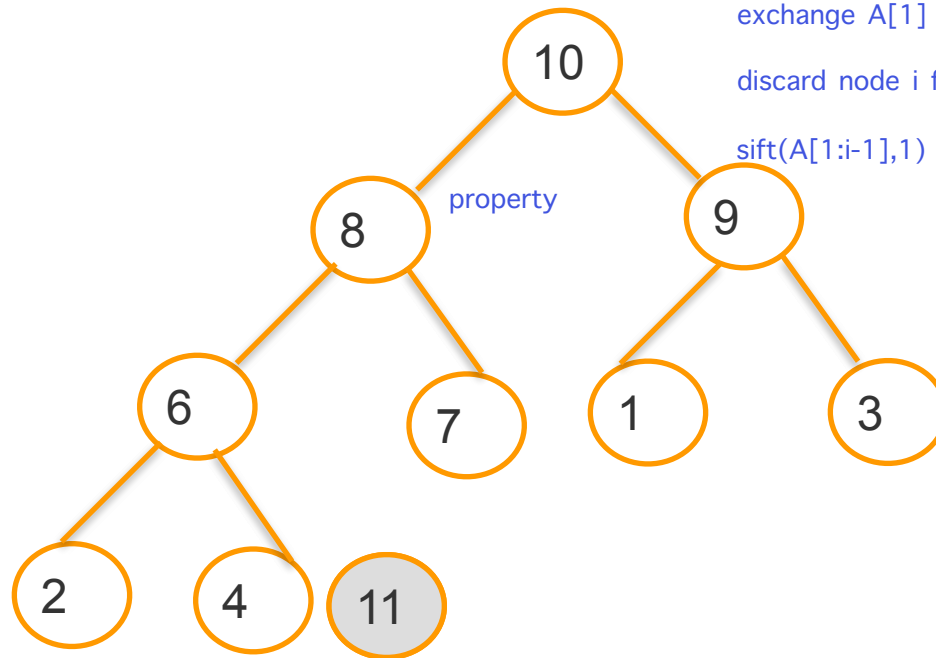 exchange A[1]
10
discard node i
sift(A[1:i-1],1)
property
8
9
6
7
1
3
2
4
11